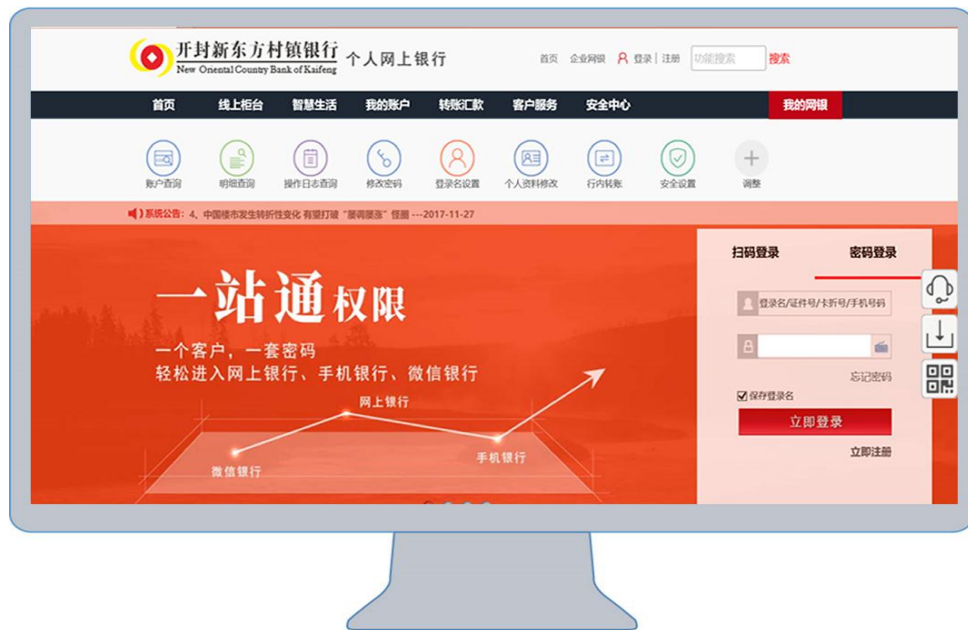 开封新东方村镇银行 个人网上银行
New Oriental Country Bank of Kaifeng
首页 企业网银 登录 | 注册 功能搜索 搜索
首页 线上柜台 智慧生活 我的账户 转账汇款 客户服务 安全中心 我的网银
账户查询 明细查询 操作日志查询 修改密码 登录名设置 个人资料修改 行内转账 安全设置 调整
系统公告: 4、中国楼市发生转折性变化 有望打破“屡调屡涨”怪圈 ---2017-11-27
扫码登录 密码登录
一站通权限
登录名/证件号/卡折号/手机号码
一个客户，一套密码
轻松进入网上银行、手机银行、微信银行
忘记密码
保存登录名
网上银行
立即登录
手机银行
立即注册
微信银行